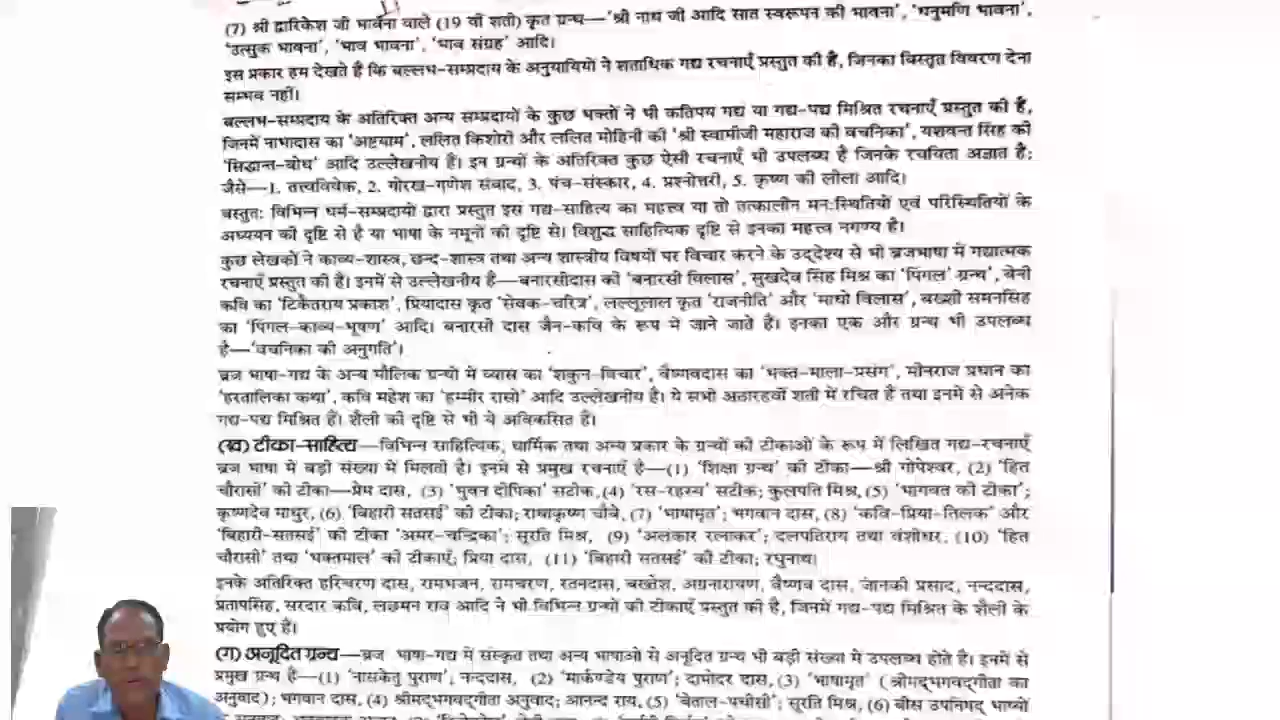 (7) श्री द्वारिकेश जी भावना वाले (19 वीं शती) कृत ग्रन्थ—'श्री नाथ जी आदि सात स्वरूपन की भावना', 'धनुमणि भावना',
'उत्सुक भावना', 'भाव भावना', 'भाव संग्रह' आदि।
इस प्रकार हम देखते हैं कि बल्लभ-सम्प्रदाय के अनुयायियों ने शताधिक गद्य रचनाएँ प्रस्तुत की हैं, जिनका विस्तृत विवरण देना
सम्भव नहीं।
बल्लभ-सम्प्रदाय के अतिरिक्त अन्य सम्प्रदायों के कुछ भक्तों ने भी कतिपय गद्य या गद्य-पद्य मिश्रित रचनाएँ प्रस्तुत की हैं,
जिनमें नाभादास का 'अष्टयाम', ललित किशोरी और ललित मोहिनी की 'श्री स्वामीजी महाराज की वचनिका', यशवन्त सिंह की
'सिद्धान्त-बोध' आदि उल्लेखनीय हैं। इन ग्रन्थों के अतिरिक्त कुछ ऐसी रचनाएँ भी उपलब्ध हैं जिनके रचयिता अज्ञात हैं;
जैसे—1. तत्त्वविवेक, 2. गोरख-गणेश संवाद, 3. पंच-संस्कार, 4. प्रश्नोत्तरी, 5. कृष्ण की लीला आदि।
वस्तुतः विभिन्न धर्म-सम्प्रदायों द्वारा प्रस्तुत इस गद्य-साहित्य का महत्त्व या तो तत्कालीन मनःस्थितियों एवं परिस्थितियों के
अध्ययन की दृष्टि से है या भाषा के नमूनों की दृष्टि से। विशुद्ध साहित्यिक दृष्टि से इनका महत्त्व नगण्य है।
कुछ लेखकों ने काव्य-शास्त्र, छन्द-शास्त्र तथा अन्य शास्त्रीय विषयों पर विचार करने के उद्देश्य से भी ब्रजभाषा में गद्यात्मक
रचनाएँ प्रस्तुत की हैं। इनमें से उल्लेखनीय हैं—बनारसीदास की 'बनारसी विलास', सुखदेव सिंह मिश्र का 'पिंगल' ग्रन्थ', बेनी
कवि का 'टिकैतराय प्रकाश', प्रियादास कृत 'सेवक-चरित्र', लल्लूलाल कृत 'राजनीति' और 'माधो विलास', बख्शी समनसिंह
का 'पिंगल-काव्य-भूषण' आदि। बनारसी दास जैन-कवि के रूप में जाने जाते हैं। इनका एक और ग्रन्थ भी उपलब्ध
है—'वचनिका की अनुगति'।
ब्रज भाषा-गद्य के अन्य मौलिक ग्रन्थों में व्यास का 'शकुन-विचार', वैष्णवदास का 'भक्त-माला-प्रसंग', मीनराज प्रधान का
'हरतालिका कथा', कवि महेश का 'हम्मीर रासो' आदि उल्लेखनीय हैं। ये सभी अठारहवीं शती में रचित हैं तथा इनमें से अनेक
गद्य-पद्य मिश्रित हैं। शैली की दृष्टि से भी ये अविकसित हैं।
(ख) टीका-साहित्य—विभिन्न साहित्यिक, धार्मिक तथा अन्य प्रकार के ग्रन्थों की टीकाओं के रूप में लिखित गद्य-रचनाएँ
ब्रज भाषा में बड़ी संख्या में मिलती हैं। इनमें से प्रमुख रचनाएँ हैं—(1) 'शिक्षा ग्रन्थ' की टीका—श्री गोपेश्वर, (2) 'हित
चौरासी' की टीका—प्रेम दास, (3) 'भुवन दीपिका' सटीक, (4) 'रस-रहस्य' सटीक; कुलपति मिश्र, (5) 'भागवत की टीका';
कृष्णदेव माथुर, (6) 'बिहारी सतसई' की टीका; राधाकृष्ण चौबे, (7) 'भाषामृत'; भगवान दास, (8) 'कवि-प्रिया-तिलक' और
'बिहारी-सतसई' की टीका 'अमर-चन्द्रिका'; सूरति मिश्र, (9) 'अलंकार रत्नाकर'; दलपतिराय तथा वंशीधर, (10) 'हित
चौरासी' तथा 'भक्तमाल' की टीकाएँ; प्रिया दास, (11) 'बिहारी सतसई' की टीका; रघुनाथ।
इनके अतिरिक्त हरिचरण दास, रामभजन, रामचरण, रतनदास, बख्तेश, अग्रनारायण, वैष्णव दास, जानकी प्रसाद, नन्ददास,
प्रतापसिंह, सरदार कवि, लछमन राव आदि ने भी विभिन्न ग्रन्थों की टीकाएँ प्रस्तुत की हैं, जिनमें गद्य-पद्य मिश्रित के शैली के
प्रयोग हुए हैं।
(ग) अनूदित ग्रन्थ—ब्रज भाषा-गद्य में संस्कृत तथा अन्य भाषाओं से अनूदित ग्रन्थ भी बड़ी संख्या में उपलब्ध होते हैं। इनमें से
प्रमुख ग्रन्थ हैं—(1) 'नासकेतु पुराण', नन्ददास, (2) 'मार्कण्डेय पुराण'; दामोदर दास, (3) 'भाषामृत' (श्रीमद्भगवद्गीता का
अनुवाद); भगवान दास, (4) श्रीमद्भगवद्गीता अनुवाद; आनन्द राय, (5) 'बेताल-पचीसी'; सूरति मिश्र, (6) बीस उपनिषद् भाष्यों